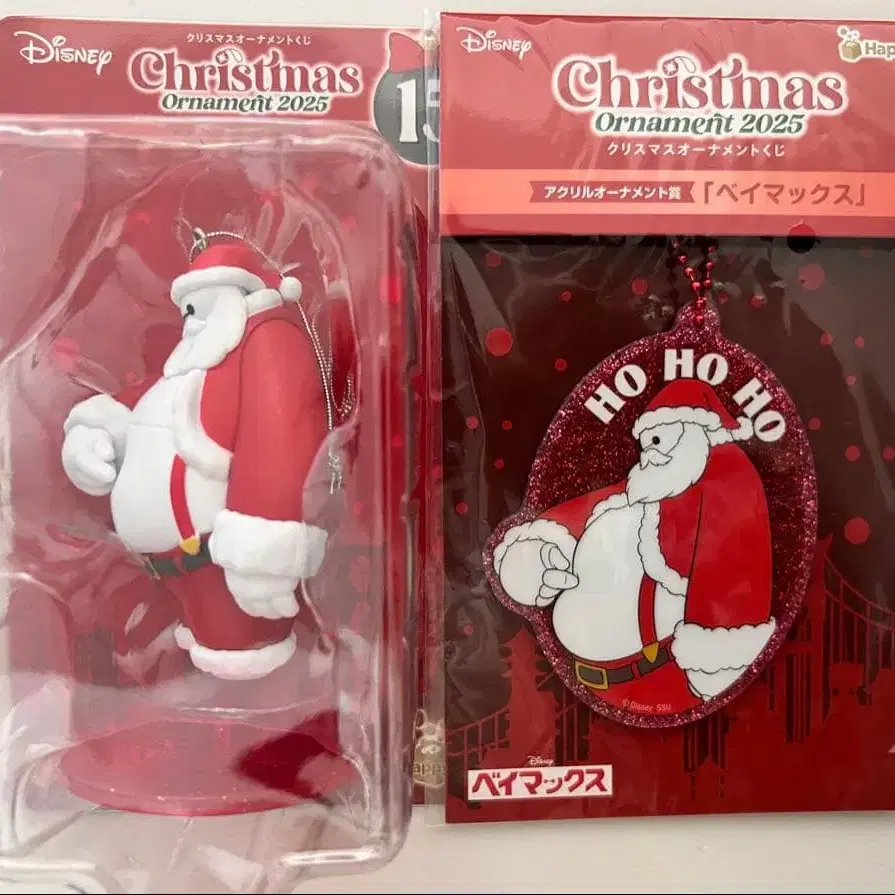 Disney
クリスマスオーナメントくじ
Christmas
Ornament 2025
Disney
Christmas
Ornament 2025
クリスマスオーナメントくじ
アクリルオーナメント賞
「ベイマックス」
HO HO HO
©Disney, SSU
Disney
ベイマックス